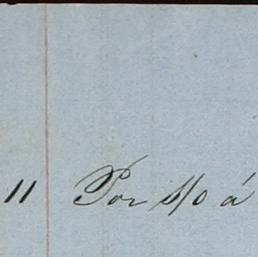 11 Por s/o á